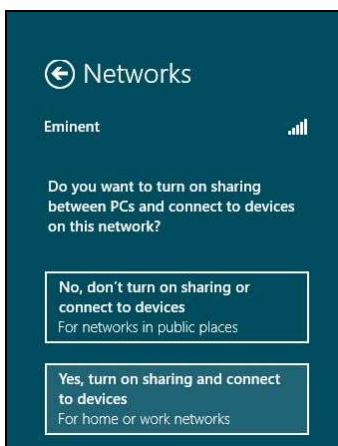 Networks
Eminent
Do you want to turn on sharing
between PCs and connect to devices
on this network?
No, don't turn on sharing or
connect to devices
For networks in public places
Yes, turn on sharing and connect
to devices
For home or work networks